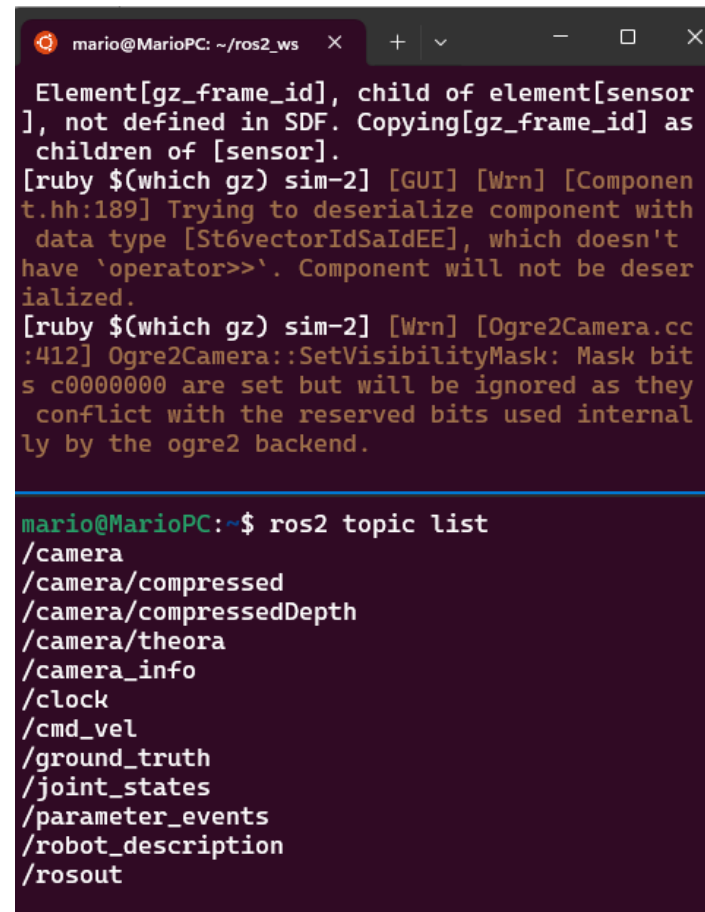 mario@MarioPC: ~/ros2_ws
Element[gz_frame_id], child of element[sensor
], not defined in SDF. Copying[gz_frame_id] as
children of [sensor].
[ruby $(which gz) sim-2] [GUI] [Wrn] [Componen
t.hh:189] Trying to deserialize component with
data type [St6vectorIdSaIdEE], which doesn't
have `operator>>`. Component will not be deser
ialized.
[ruby $(which gz) sim-2] [Wrn] [Ogre2Camera.cc
:412] Ogre2Camera::SetVisibilityMask: Mask bit
s c0000000 are set but will be ignored as they
conflict with the reserved bits used internal
ly by the ogre2 backend.
mario@MarioPC:~$ ros2 topic list
/camera
/camera/compressed
/camera/compressedDepth
/camera/theora
/camera_info
/clock
/cmd_vel
/ground_truth
/joint_states
/parameter_events
/robot_description
/rosout